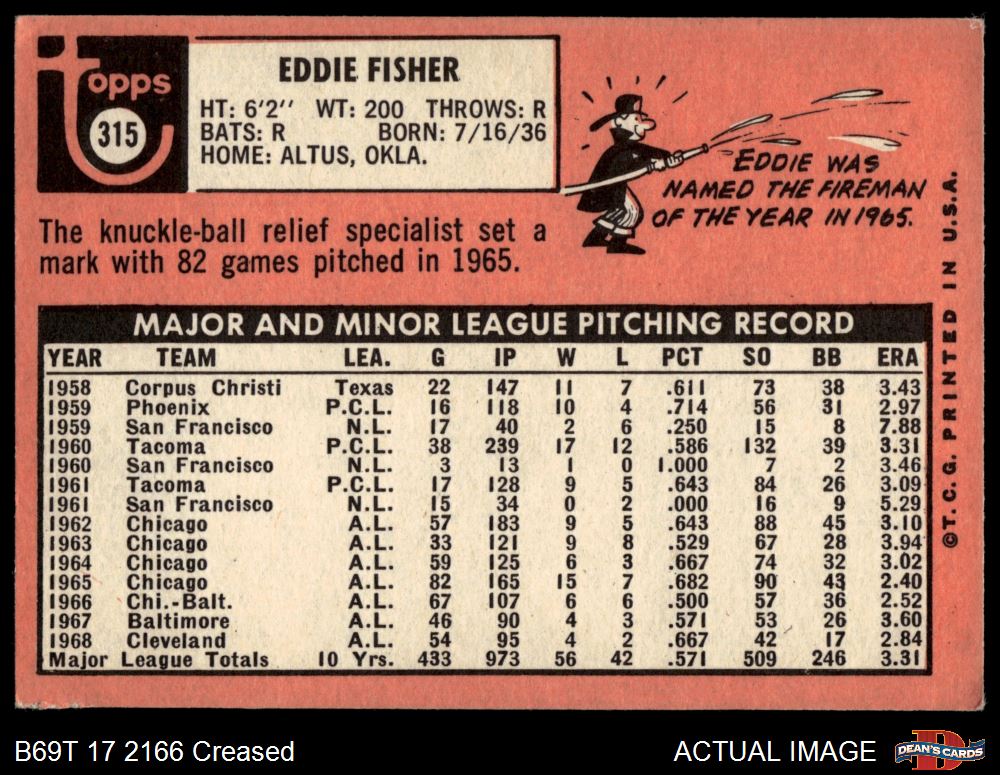 topps
315
EDDIE FISHER
HT: 6'2'' WT: 200 THROWS: R
BATS: R BORN: 7/16/36
HOME: ALTUS, OKLA.
EDDIE WAS
NAMED THE FIREMAN
OF THE YEAR IN 1965.
The knuckle-ball relief specialist set a
mark with 82 games pitched in 1965.
MAJOR AND MINOR LEAGUE PITCHING RECORD
YEAR TEAM LEA. G IP W L PCT SO BB ERA
1958 Corpus Christi Texas 22 147 11 7 .611 73 38 3.43
1959 Phoenix P.C.L. 16 118 10 4 .714 56 31 2.97
1959 San Francisco N.L. 17 40 2 6 .250 15 8 7.88
1960 Tacoma P.C.L. 38 239 17 12 .586 132 39 3.31
1960 San Francisco N.L. 3 13 1 0 1.000 7 2 3.46
1961 Tacoma P.C.L. 17 128 9 5 .643 84 26 3.09
1961 San Francisco N.L. 15 34 0 2 .000 16 9 5.29
1962 Chicago A.L. 57 183 9 5 .643 88 45 3.10
1963 Chicago A.L. 33 121 9 8 .529 67 28 3.94
1964 Chicago A.L. 59 125 6 3 .667 74 32 3.02
1965 Chicago A.L. 82 165 15 7 .682 90 43 2.40
1966 Chi.-Balt. A.L. 67 107 6 6 .500 57 36 2.52
1967 Baltimore A.L. 46 90 4 3 .571 53 26 3.60
1968 Cleveland A.L. 54 95 4 2 .667 42 17 2.84
Major League Totals 10 Yrs. 433 973 56 42 .571 509 246 3.31
©T. C. G. PRINTED IN U.S.A.
B69T 17 2166 Creased
ACTUAL IMAGE
D
DEAN'S CARDS